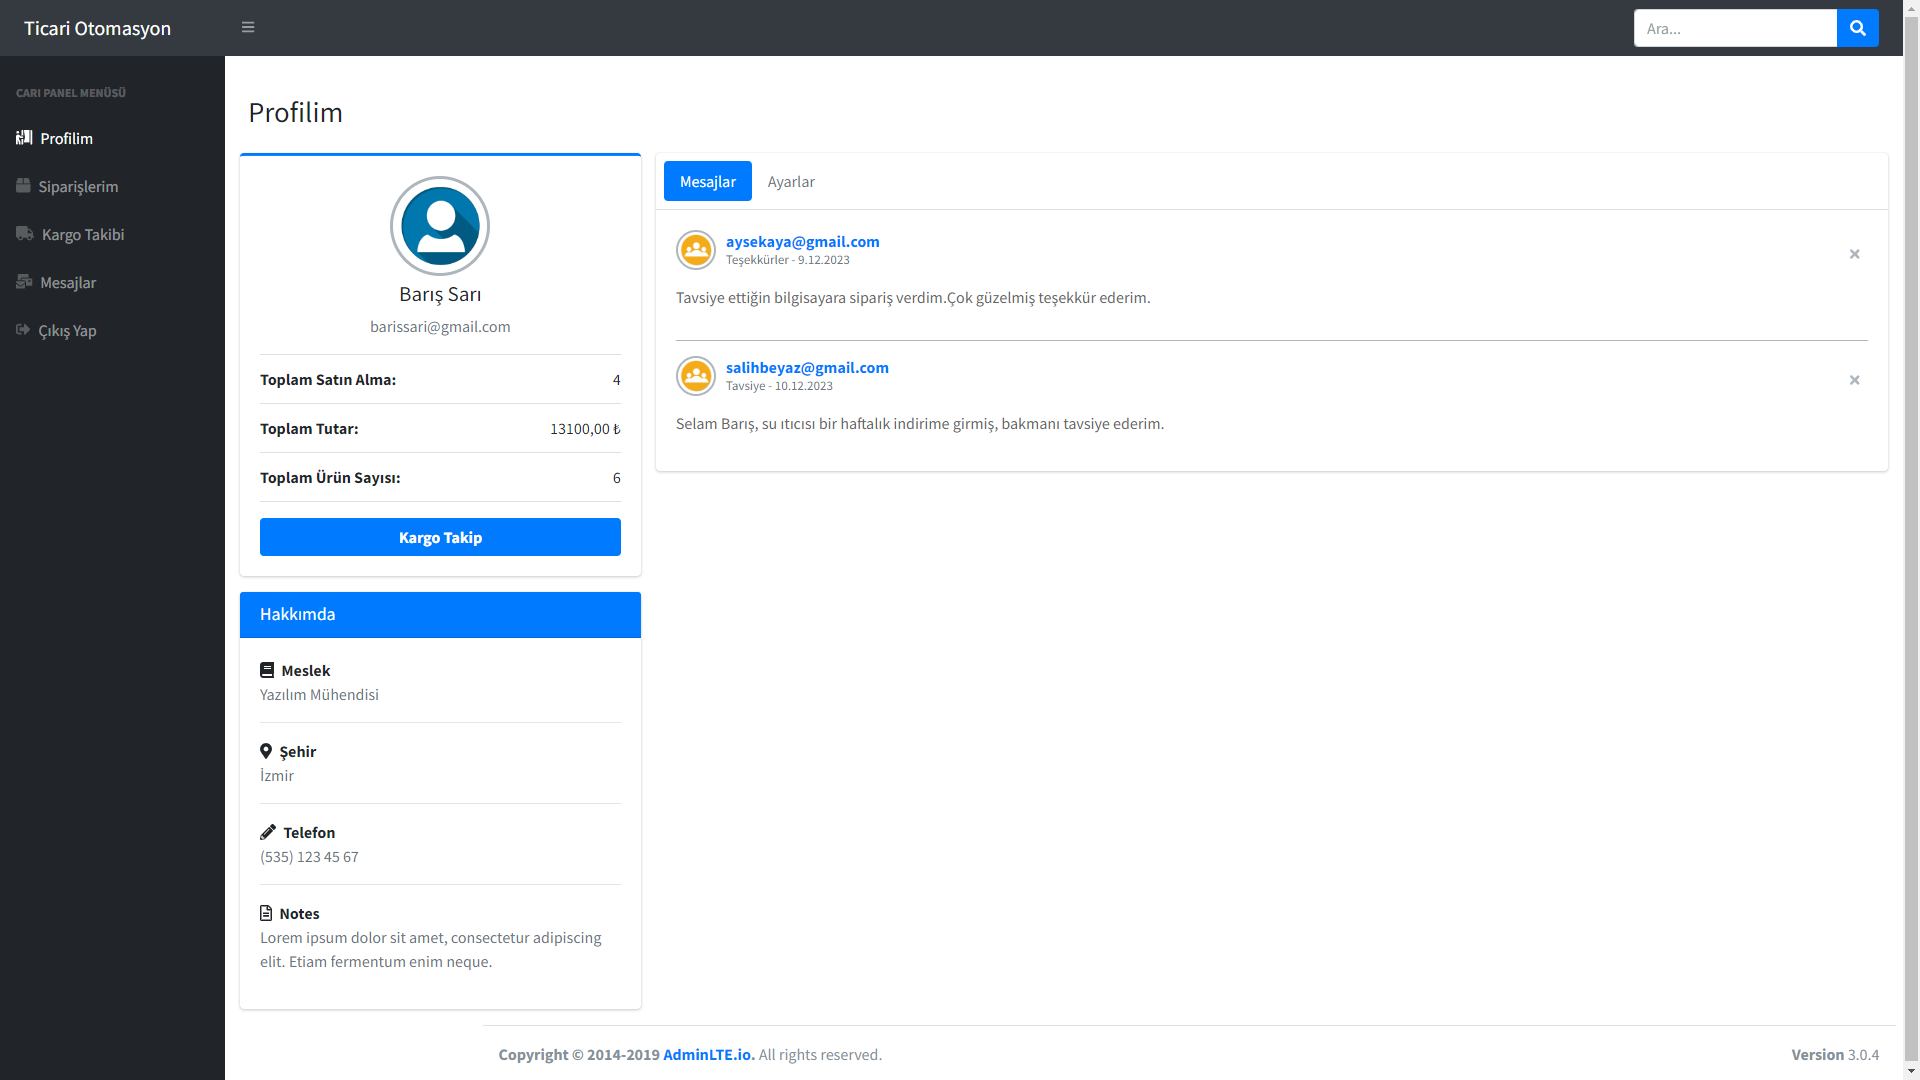 Ticari Otomasyon
Ara...
CARI PANEL MENÜSÜ
Profilim
Siparişlerim
Kargo Takibi
Mesajlar
Çıkış Yap
Profilim
Barış Sarı
barissari@gmail.com
Toplam Satın Alma: 4
Toplam Tutar: 13100,00 ₺
Toplam Ürün Sayısı: 6
Kargo Takip
Hakkımda
Meslek
Yazılım Mühendisi
Şehir
İzmir
Telefon
(535) 123 45 67
Notes
Lorem ipsum dolor sit amet, consectetur adipiscing
elit. Etiam fermentum enim neque.
Mesajlar Ayarlar
aysekaya@gmail.com
Teşekkürler - 9.12.2023
Tavsiye ettiğin bilgisayara sipariş verdim.Çok güzelmiş teşekkür ederim.
salihbeyaz@gmail.com
Tavsiye - 10.12.2023
Selam Barış, su ıtıcısı bir haftalık indirime girmiş, bakmanı tavsiye ederim.
Copyright © 2014-2019 AdminLTE.io. All rights reserved.
Version 3.0.4